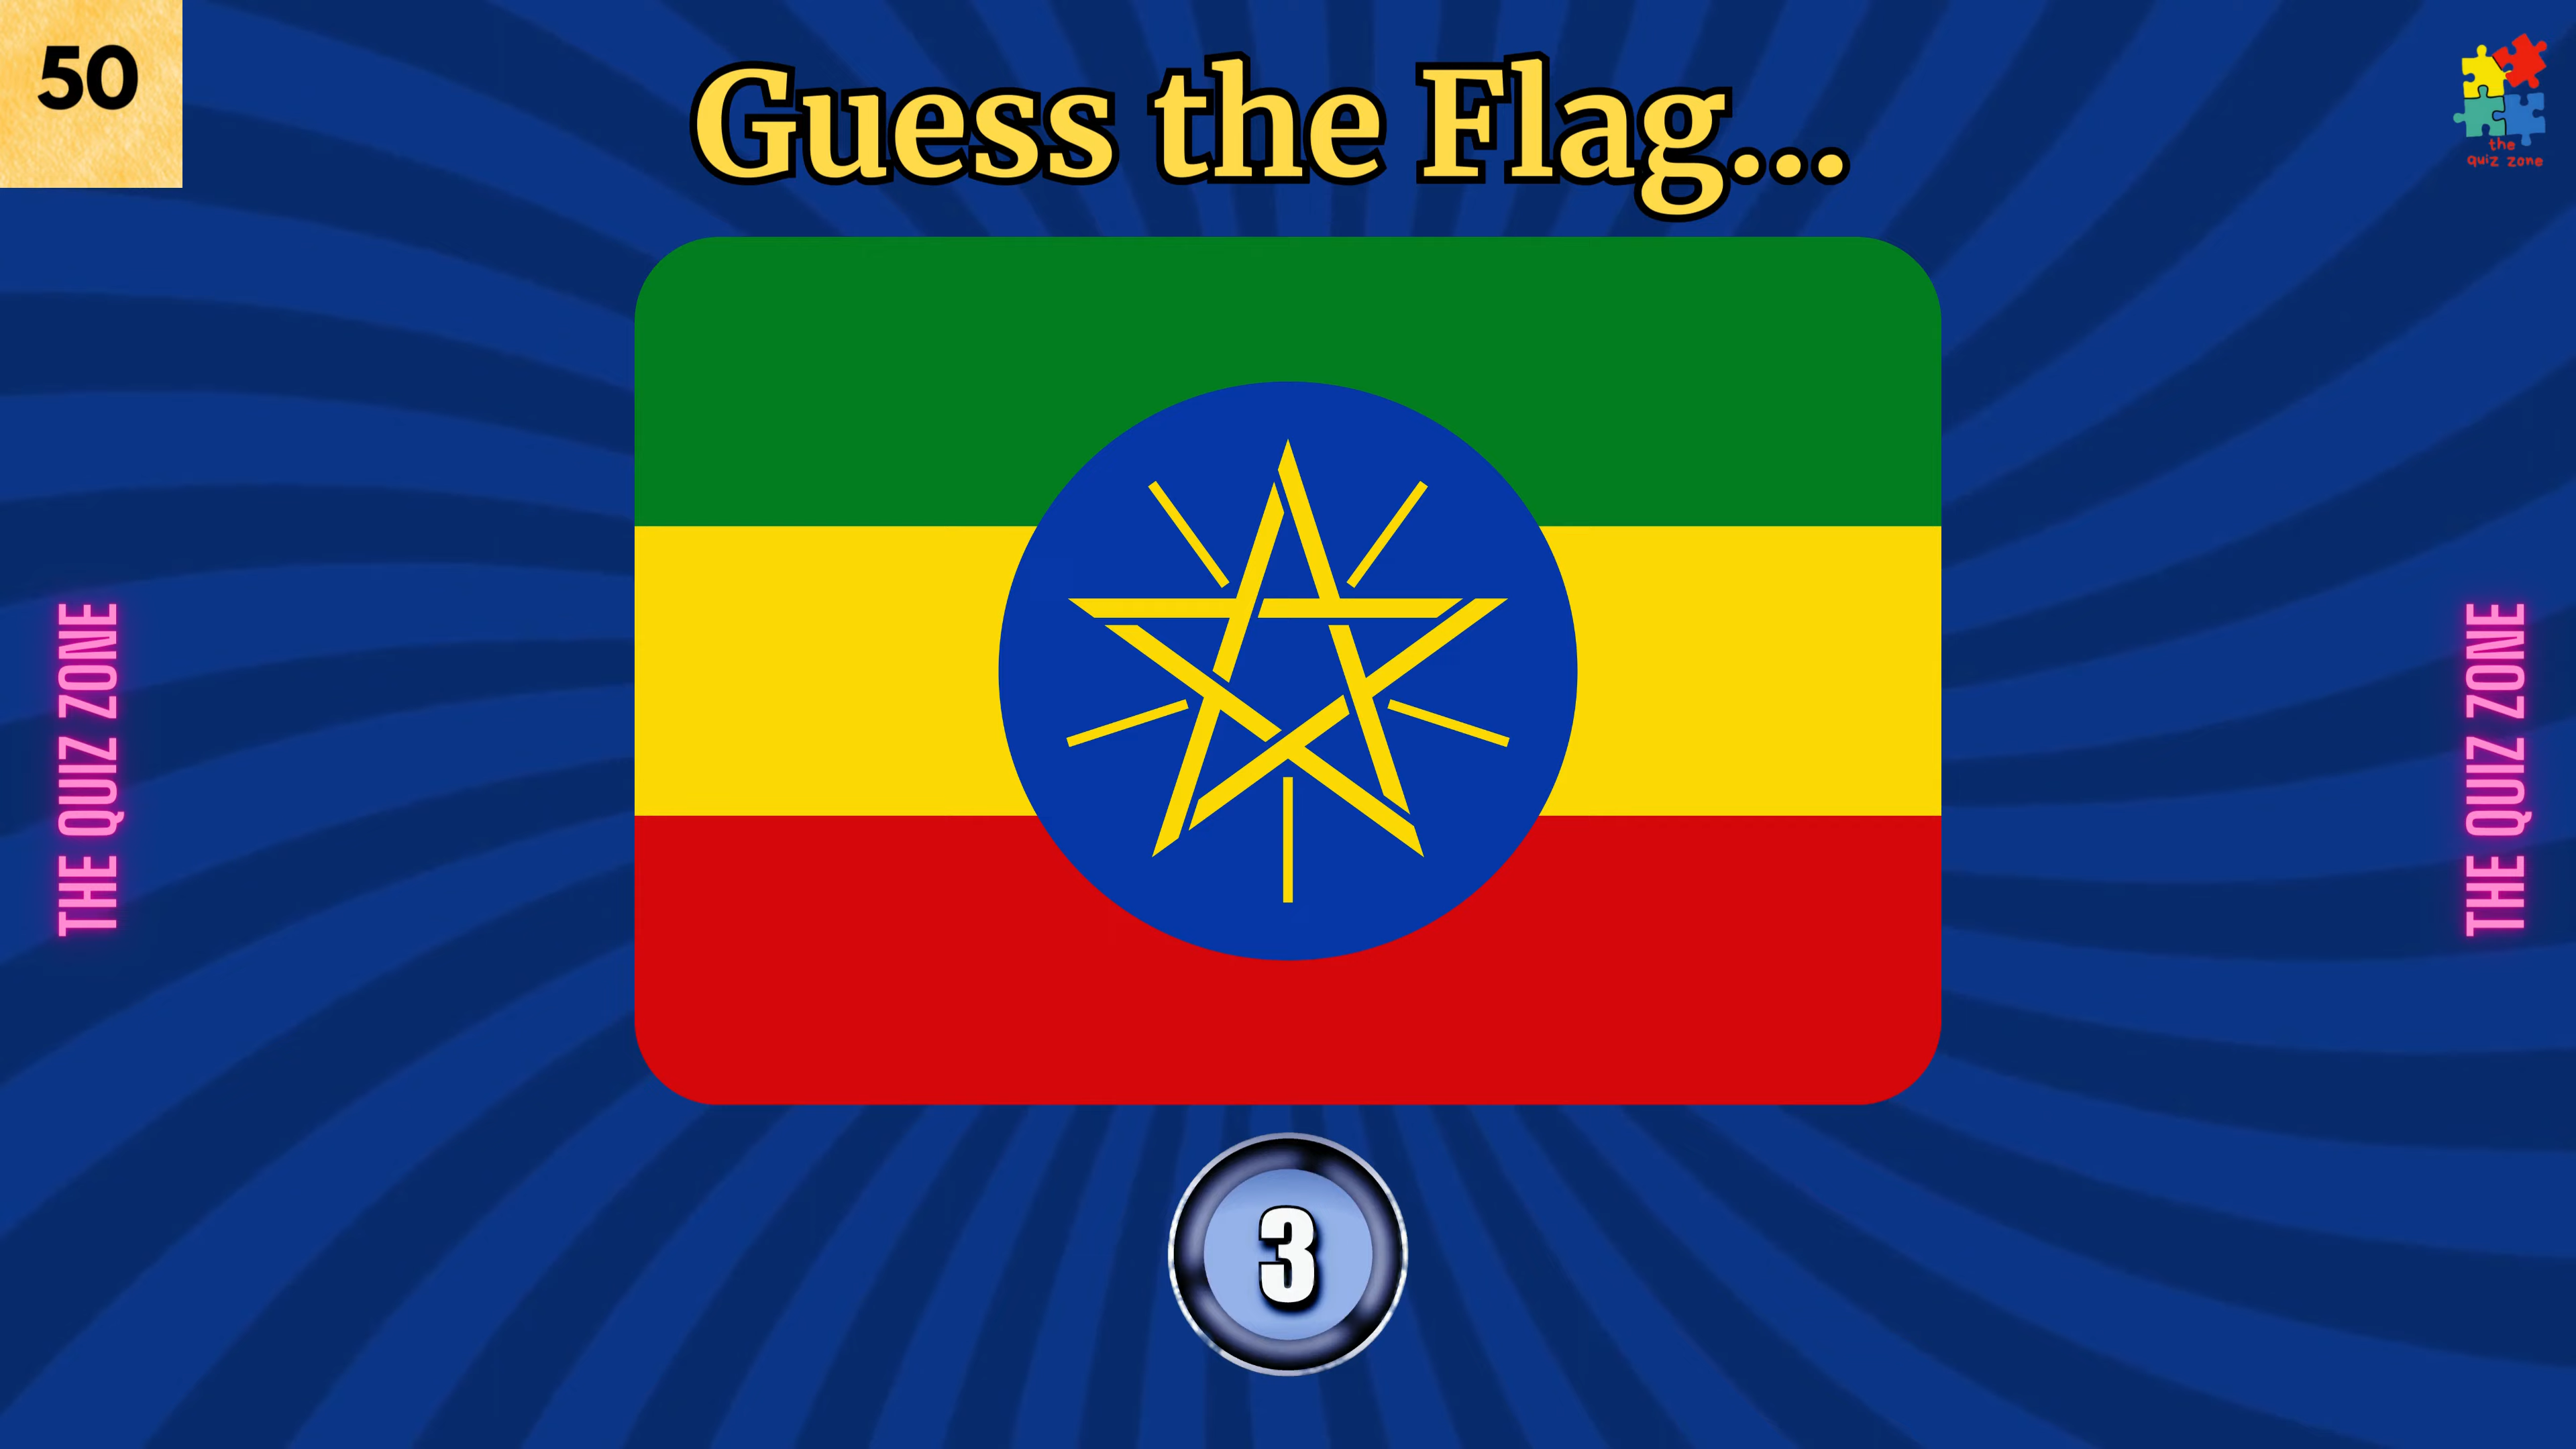 50
Guess the Flag...
the
quiz zone
THE QUIZ ZONE
THE QUIZ ZONE
3